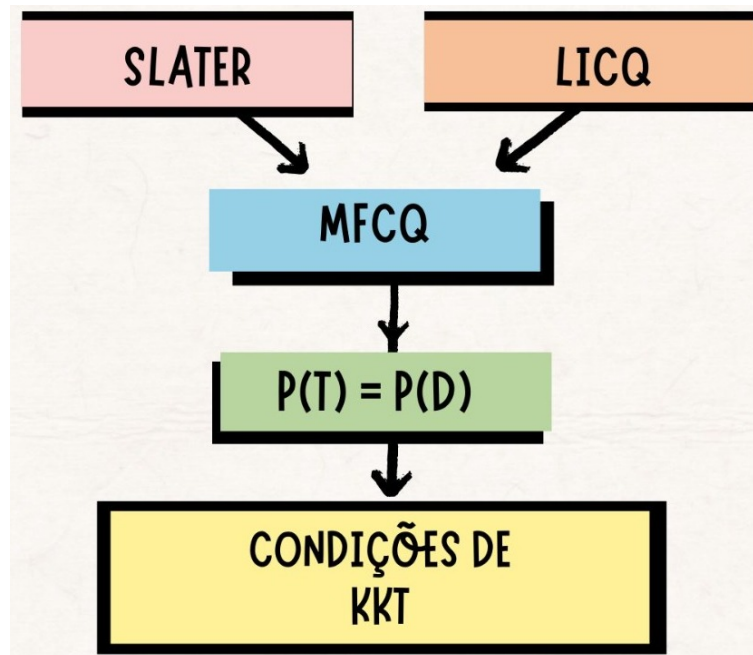 SLATER
LICQ
MFCQ
P(T) = P(D)
CONDIÇÕES DE
KKT